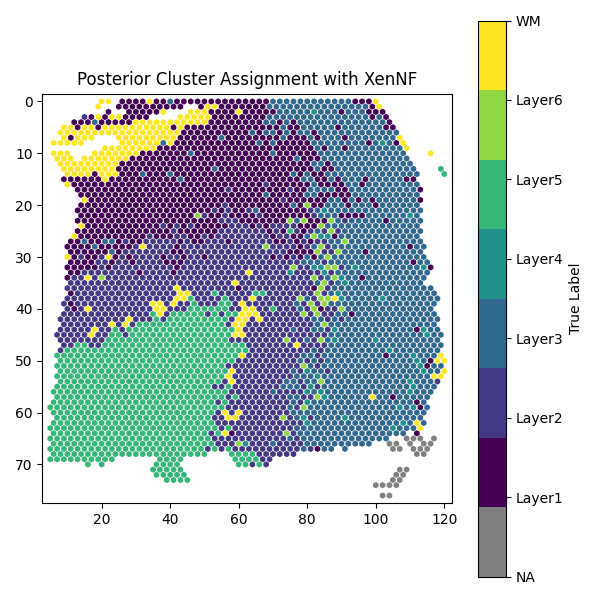 Posterior Cluster Assignment with XenNF
0
10
20
30
40
50
60
70
20
40
60
80
100
120
WM
Layer6
Layer5
Layer4
Layer3
Layer2
Layer1
NA
True Label